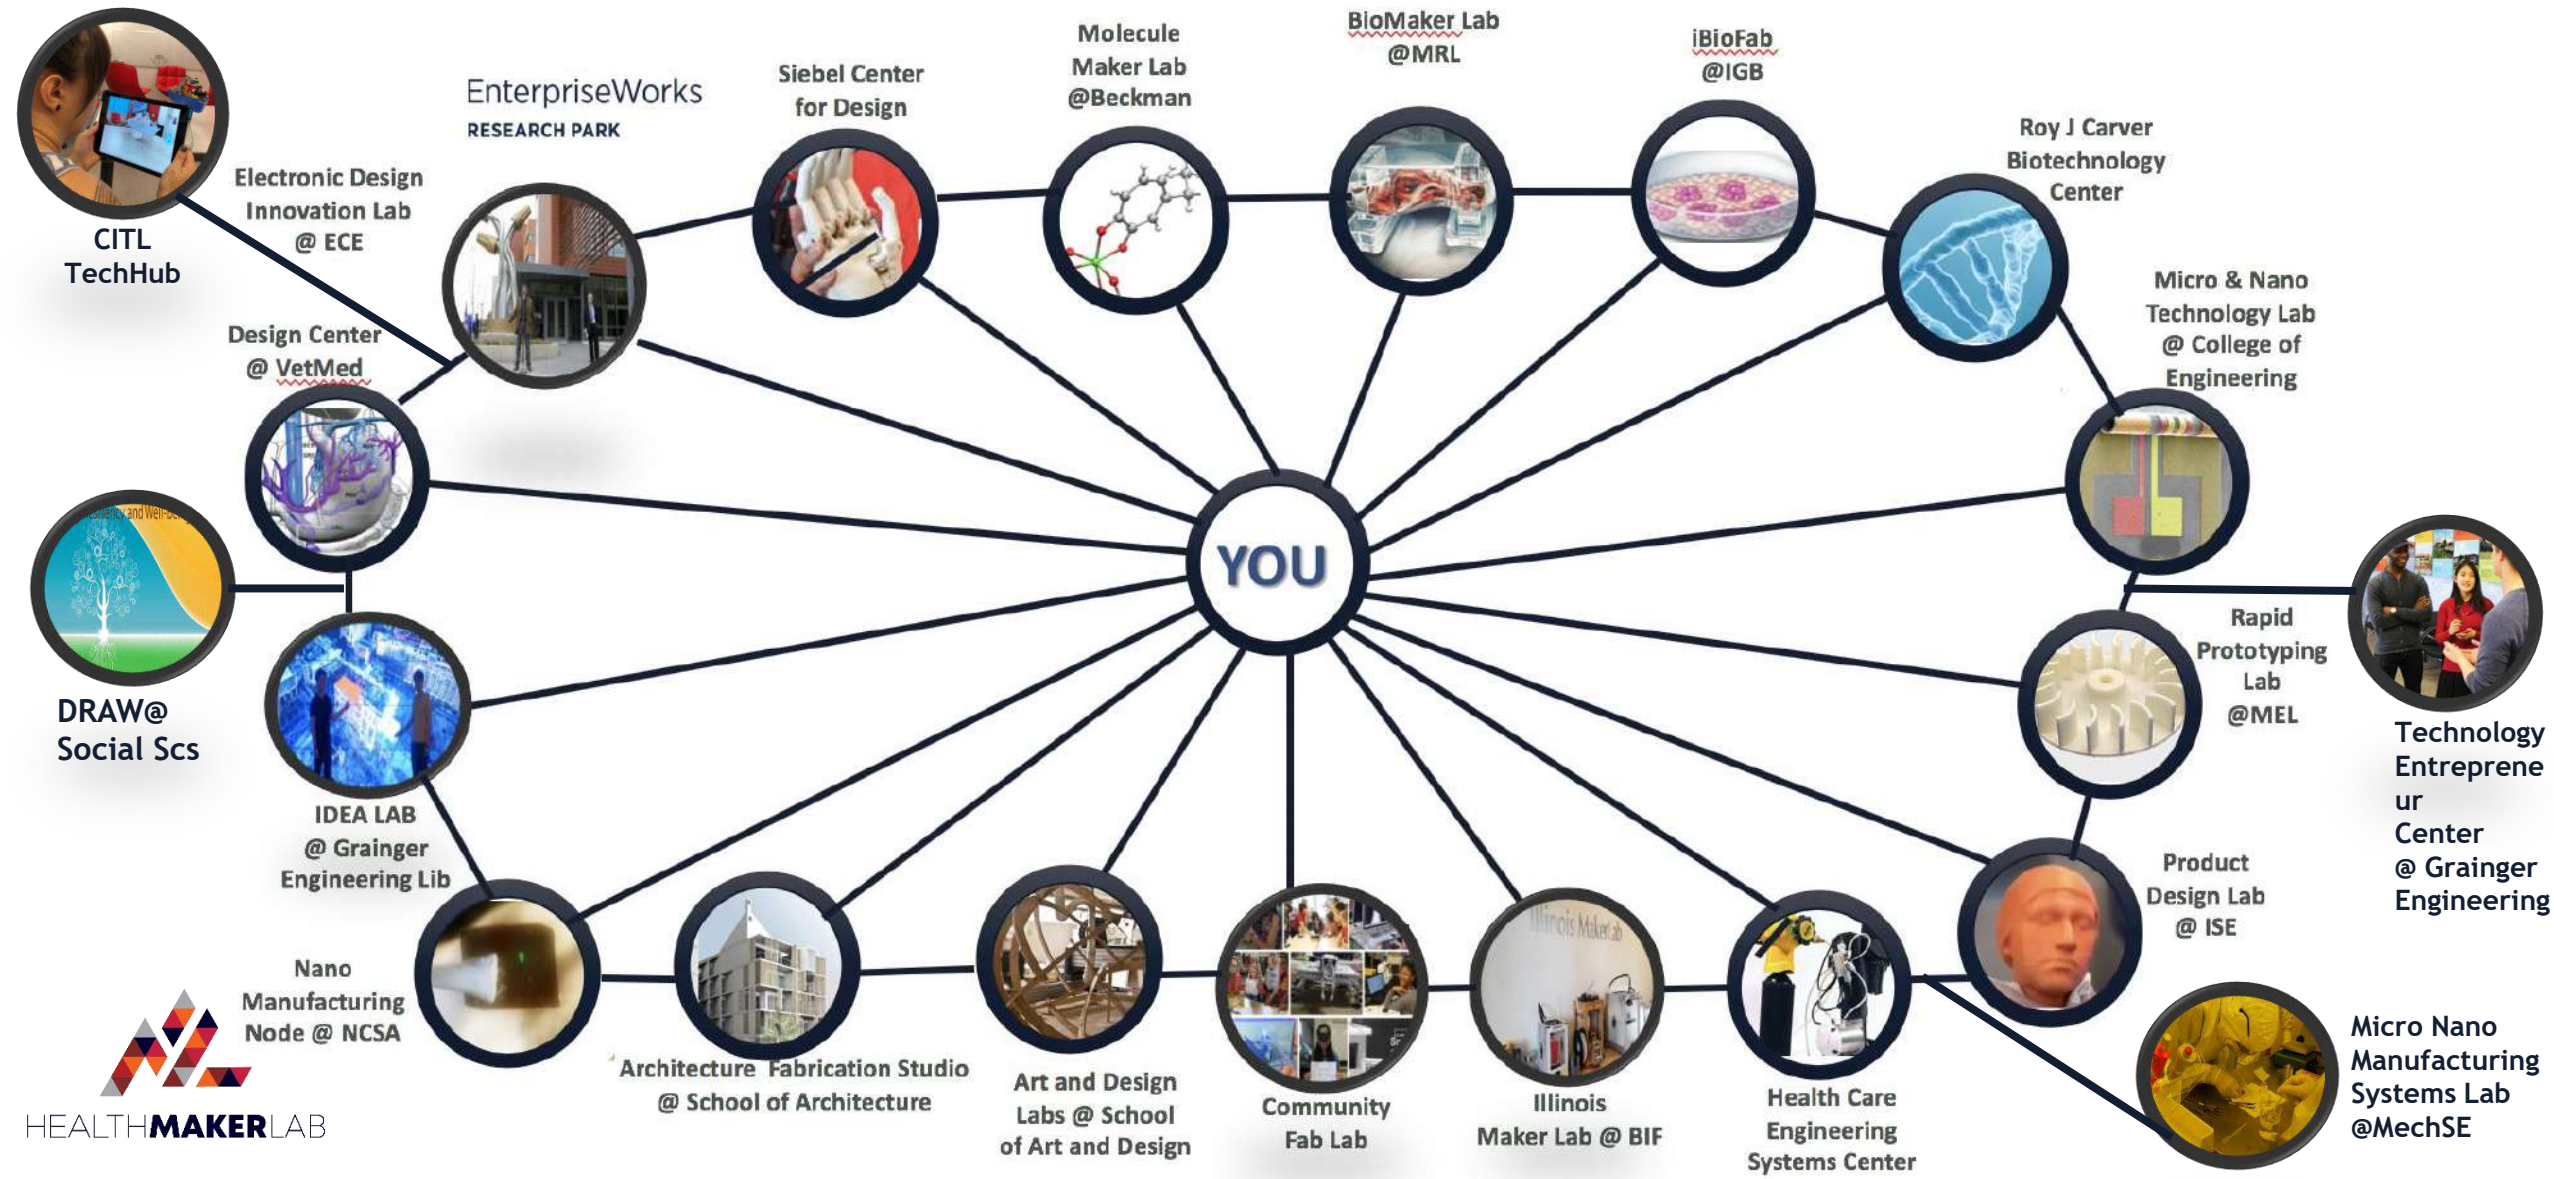 EnterpriseWorks
RESEARCH PARK
Siebel Center
for Design
Molecule
Maker Lab
@Beckman
BioMaker Lab
@MRL
iBioFab
@IGB
Roy J Carver
Biotechnology
Center
Micro & Nano
Technology Lab
@ College of
Engineering
CITL
TechHub
Electronic Design
Innovation Lab
@ ECE
Design Center
@ VetMed
YOU
and Well-
DRAW@
Social Scs
IDEA LAB
@ Grainger
Engineering Lib
Rapid
Prototyping
Lab
@MEL
Technology
Entreprene
ur
Center
@ Grainger
Engineering
Product
Design Lab
@ ISE
Nano
Manufacturing
Node @ NCSA
Architecture Fabrication Studio
@ School of Architecture
Art and Design
Labs @ School
of Art and Design
Community
Fab Lab
Illinois MakerLab
Illinois
Maker Lab @ BIF
Health Care
Engineering
Systems Center
Micro Nano
Manufacturing
Systems Lab
@MechSE
HEALTHMAKERLAB